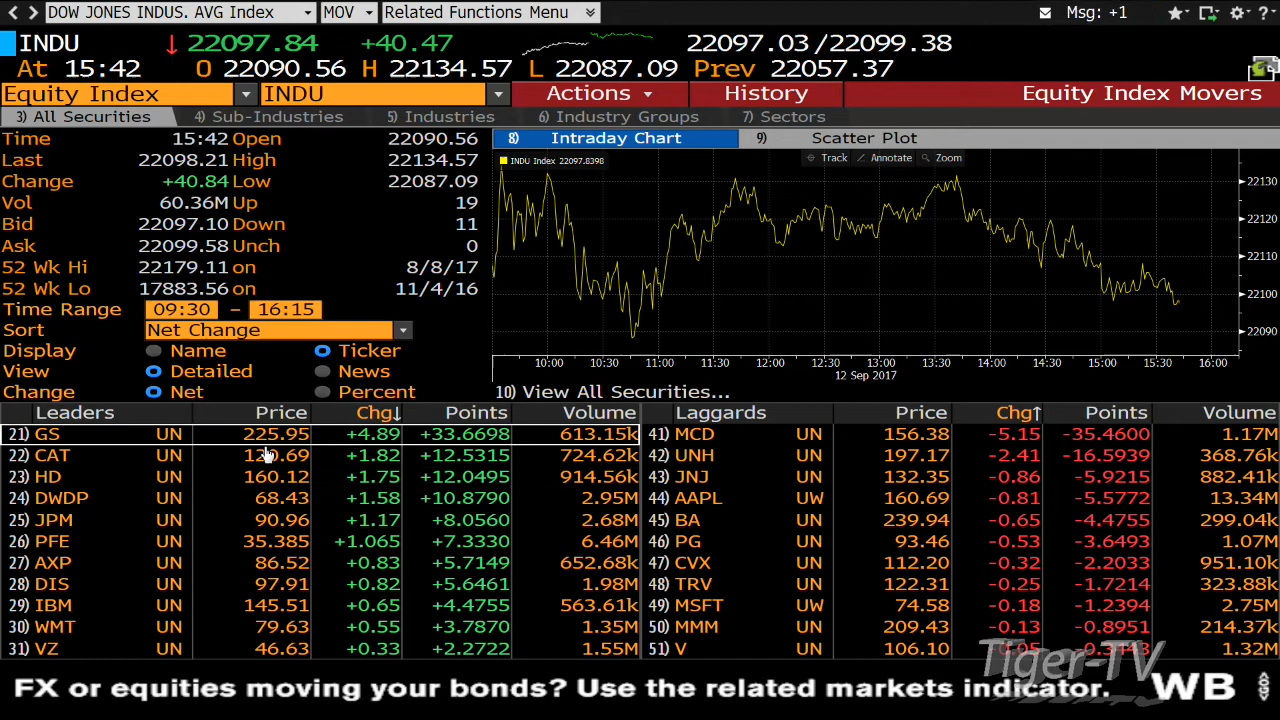 DOW JONES INDUS. AVG Index MOV Related Functions Menu Msg: +1
INDU ↓ 22097.84 +40.47 22097.03/22099.38
At 15:42 O 22090.56 H 22134.57 L 22087.09 Prev 22057.37
Equity Index INDU Actions History Equity Index Movers
3) All Securities 4) Sub-Industries 5) Industries 6) Industry Groups 7) Sectors
Time 15:42 Open 22090.56
Last 22098.21 High 22134.57
Change +40.84 Low 22087.09
Vol 60.36M Up 19
Bid 22097.10 Down 11
Ask 22099.58 Unch 0
52 Wk Hi 22179.11 on 8/8/17
52 Wk Lo 17883.56 on 11/4/16
Time Range 09:30 - 16:15
Sort Net Change
Display Name Ticker
View Detailed News
Change Net Percent
8) Intraday Chart 9) Scatter Plot
INDU Index 22097.8398 Track Annotate Zoom
22130
22120
22110
22100
22090
10:00 10:30 11:00 11:30 12:00 12:30 13:00 13:30 14:00 14:30 15:00 15:30 16:00
12 Sep 2017
10) View All Securities...
Leaders Price Chg↓ Points Volume Laggards Price Chg↑ Points Volume
21) GS UN 225.95 +4.89 +33.6698 613.15k 41) MCD UN 156.38 -5.15 -35.4600 1.17M
22) CAT UN .69 +1.82 +12.5315 724.62k 42) UNH UN 197.17 -2.41 -16.5939 368.76k
23) HD UN 160.12 +1.75 +12.0495 914.56k 43) JNJ UN 132.35 -0.86 -5.9215 882.41k
24) DWDP UN 68.43 +1.58 +10.8790 2.95M 44) AAPL UW 160.69 -0.81 -5.5772 13.34M
25) JPM UN 90.96 +1.17 +8.0560 2.68M 45) BA UN 239.94 -0.65 -4.4755 299.04k
26) PFE UN 35.385 +1.065 +7.3330 6.46M 46) PG UN 93.46 -0.53 -3.6493 1.07M
27) AXP UN 86.52 +0.83 +5.7149 652.68k 47) CVX UN 112.20 -0.32 -2.2033 951.10k
28) DIS UN 97.91 +0.82 +5.6461 1.98M 48) TRV UN 122.31 -0.25 -1.7214 323.88k
29) IBM UN 145.51 +0.65 +4.4755 563.61k 49) MSFT UW 74.58 -0.18 -1.2394 2.75M
30) WMT UN 79.63 +0.55 +3.7870 1.35M 50) MMM UN 209.43 -0.13 -0.8951 214.37k
31) VZ UN 46.63 +0.33 +2.2722 1.55M 51) V UN 106.10 -0.05 -0.3443 1.32M
Tiger-TV
FX or equities moving your bonds? Use the related markets indicator. WB